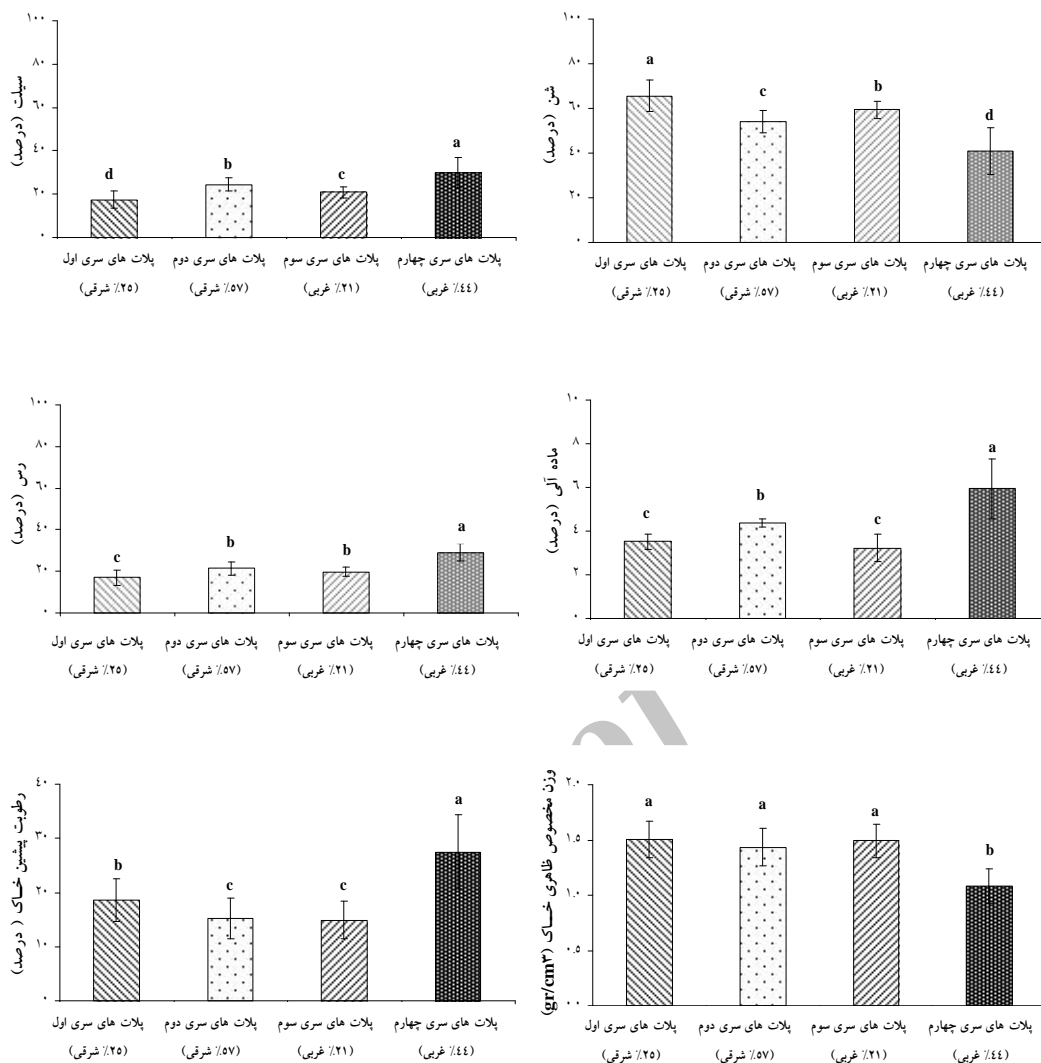 سیلت (درصد)
۱۰۰
۸۰
۶۰
۴۰
۲۰
۰
d
b
c
a
پلات های سری اول
پلات های سری دوم
پلات های سری سوم
پلات های سری چهارم
(۲۵٪ شرقی)
(۵۷٪ شرقی)
(۲۱٪ غربی)
(۴۴٪ غربی)
شن (درصد)
۱۰۰
۸۰
۶۰
۴۰
۲۰
۰
a
c
b
d
پلات های سری اول
پلات های سری دوم
پلات های سری سوم
پلات های سری چهارم
(۲۵٪ شرقی)
(۵۷٪ شرقی)
(۲۱٪ غربی)
(۴۴٪ غربی)
رس (درصد)
۱۰۰
۸۰
۶۰
۴۰
۲۰
۰
c
b
b
a
پلات های سری اول
پلات های سری دوم
پلات های سری سوم
پلات های سری چهارم
(۲۵٪ شرقی)
(۵۷٪ شرقی)
(۲۱٪ غربی)
(۴۴٪ غربی)
ماده آلی (درصد)
۱۰
۸
۶
۴
۲
۰
c
b
c
a
پلات های سری اول
پلات های سری دوم
پلات های سری سوم
پلات های سری چهارم
(۲۵٪ شرقی)
(۵۷٪ شرقی)
(۲۱٪ غربی)
(۴۴٪ غربی)
رطوبت پیشین خاک ( درصد)
۴۰
۳۰
۲۰
۱۰
۰
b
c
c
a
پلات های سری اول
پلات های سری دوم
پلات های سری سوم
پلات های سری چهارم
(۲۵٪ شرقی)
(۵۷٪ شرقی)
(۲۱٪ غربی)
(۴۴٪ غربی)
وزن مخصوص ظاهری خاک (gr/cm۳)
۲.۰
۱.۵
۱.۰
۰.۵
۰.۰
a
a
a
b
پلات های سری اول
پلات های سری دوم
پلات های سری سوم
پلات های سری چهارم
(۲۵٪ شرقی)
(۵۷٪ شرقی)
(۲۱٪ غربی)
(۴۴٪ غربی)